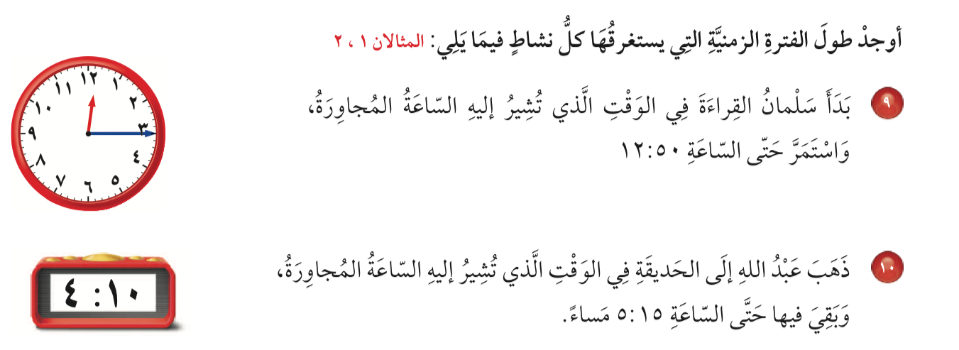 أوجدْ طولَ الفترةِ الزمنيَّةِ التِي يستغرقُهَا كلُّ نشاطٍ فيمَا يَلِي: المثالان ١ ، ٢
٩ بَدَأَ سَلْمانُ القِراءَةَ فِي الوَقْتِ الَّذي تُشِيرُ إليهِ السّاعَةُ المُجاوِرَةُ،
وَاسْتَمَرَّ حَتّى السّاعَةِ ١٢:٥٠
١٢
١
٢
٣
٤
٥
٦
٧
٨
٩
١٠
١١
١٠ ذَهَبَ عَبْدُ اللهِ إلَى الحَديقَةِ فِي الوَقْتِ الَّذي تُشِيرُ إليهِ السّاعَةُ المُجاوِرَةُ،
وَبَقِيَ فيها حَتَّى السّاعَةِ ٥:١٥ مَساءً.
٤:١٠